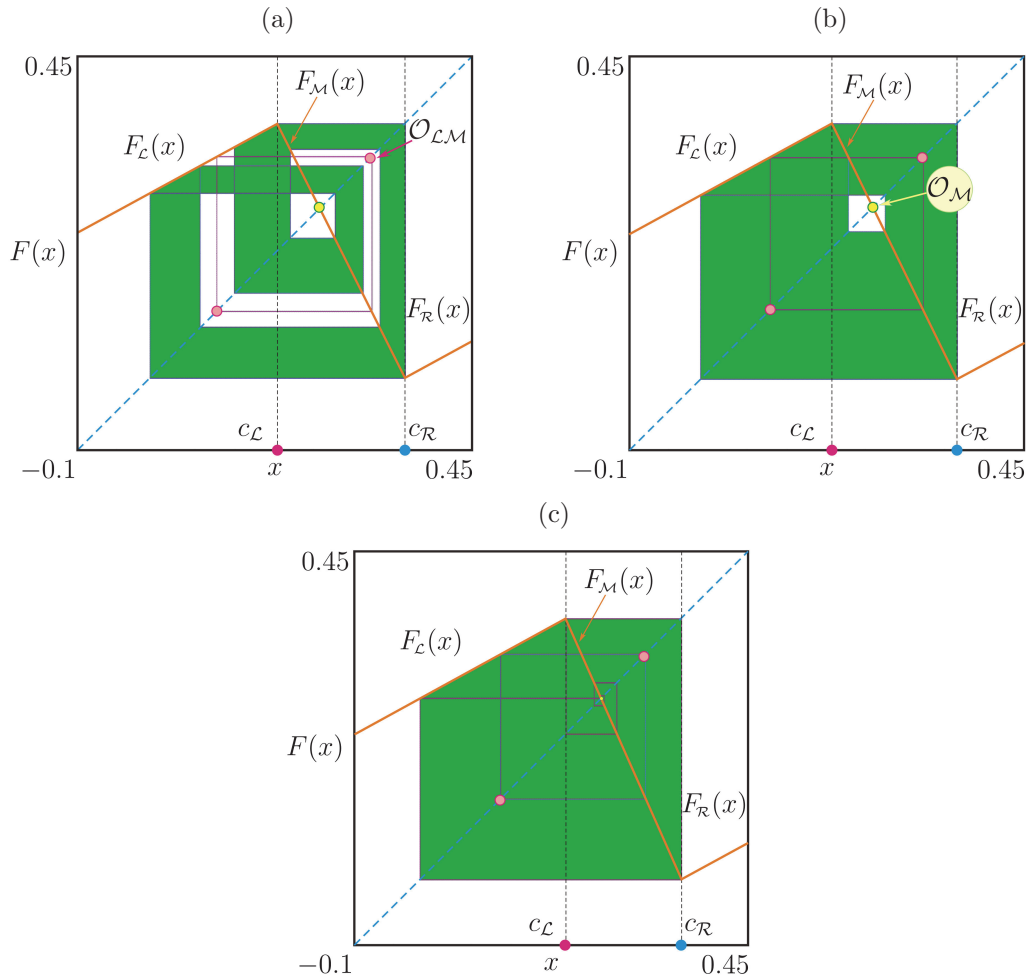 (a)
0.45
F_ℳ(x)
F_ℒ(x)
𝒪_ℒℳ
F(x)
F_ℛ(x)
c_ℒ
c_ℛ
−0.1
x
0.45
(b)
0.45
F_ℳ(x)
F_ℒ(x)
𝒪_ℳ
F(x)
F_ℛ(x)
c_ℒ
c_ℛ
−0.1
x
0.45
(c)
0.45
F_ℳ(x)
F_ℒ(x)
F(x)
F_ℛ(x)
c_ℒ
c_ℛ
−0.1
x
0.45